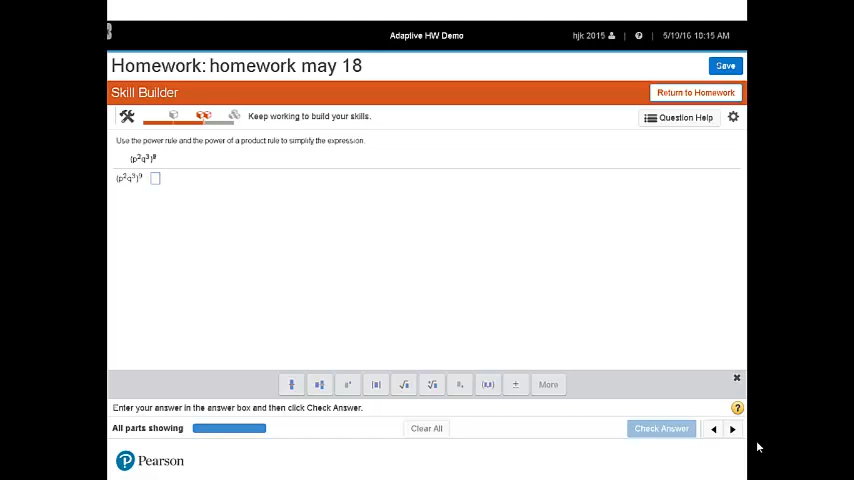 Adaptive HW Demo
hjk 2015 | | 5/19/16 10:15 AM
Homework: homework may 18
Save
Skill Builder
Return to Homework
Keep working to build your skills.
Question Help
Use the power rule and the power of a product rule to simplify the expression.
(p²q³)⁹
(p²q³)⁹
More
Enter your answer in the answer box and then click Check Answer.
?
All parts showing
Clear All
Check Answer
Pearson